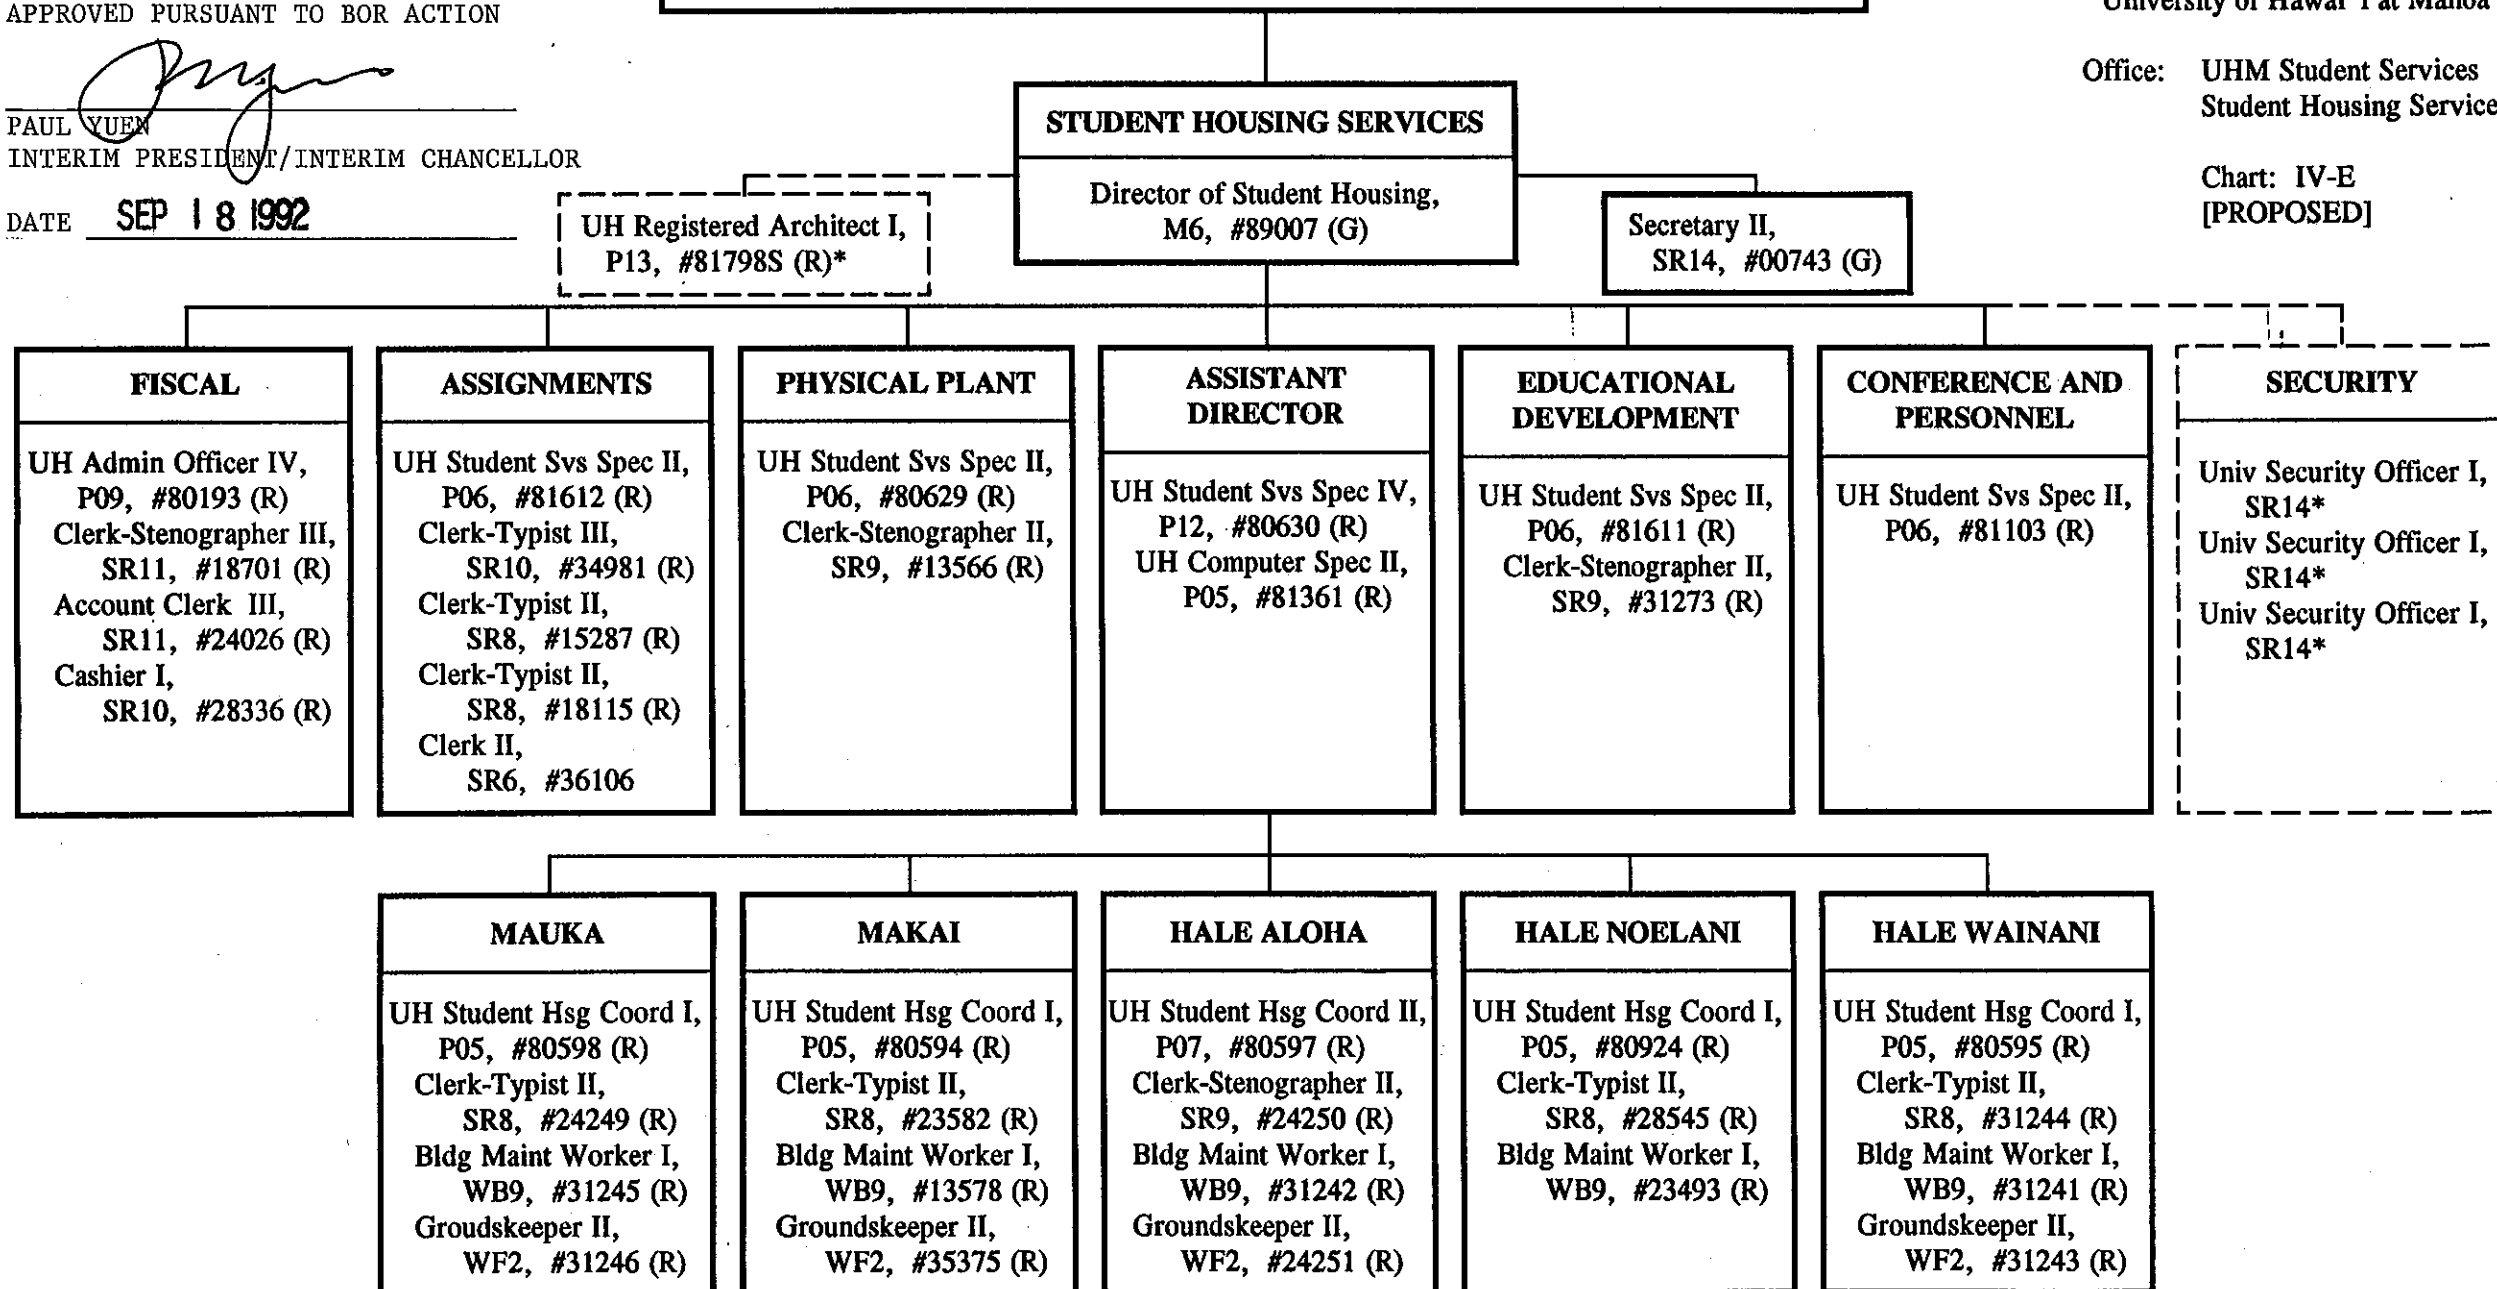 APPROVED PURSUANT TO BOR ACTION
PAUL YUEN
INTERIM PRESIDENT/INTERIM CHANCELLOR
DATE SEP 18 1992
University of Hawai'i at Manoa
Office: UHM Student Services
Student Housing Service
Chart: IV-E
[PROPOSED]
STUDENT HOUSING SERVICES
Director of Student Housing,
M6, #89007 (G)
UH Registered Architect I,
P13, #81798S (R)*
Secretary II,
SR14, #00743 (G)
FISCAL
UH Admin Officer IV,
P09, #80193 (R)
Clerk-Stenographer III,
SR11, #18701 (R)
Account Clerk III,
SR11, #24026 (R)
Cashier I,
SR10, #28336 (R)
ASSIGNMENTS
UH Student Svs Spec II,
P06, #81612 (R)
Clerk-Typist III,
SR10, #34981 (R)
Clerk-Typist II,
SR8, #15287 (R)
Clerk-Typist II,
SR8, #18115 (R)
Clerk II,
SR6, #36106
PHYSICAL PLANT
UH Student Svs Spec II,
P06, #80629 (R)
Clerk-Stenographer II,
SR9, #13566 (R)
ASSISTANT
DIRECTOR
UH Student Svs Spec IV,
P12, #80630 (R)
UH Computer Spec II,
P05, #81361 (R)
EDUCATIONAL
DEVELOPMENT
UH Student Svs Spec II,
P06, #81611 (R)
Clerk-Stenographer II,
SR9, #31273 (R)
CONFERENCE AND
PERSONNEL
UH Student Svs Spec II,
P06, #81103 (R)
SECURITY
Univ Security Officer I,
SR14*
Univ Security Officer I,
SR14*
Univ Security Officer I,
SR14*
MAUKA
UH Student Hsg Coord I,
P05, #80598 (R)
Clerk-Typist II,
SR8, #24249 (R)
Bldg Maint Worker I,
WB9, #31245 (R)
Groudskeeper II,
WF2, #31246 (R)
MAKAI
UH Student Hsg Coord I,
P05, #80594 (R)
Clerk-Typist II,
SR8, #23582 (R)
Bldg Maint Worker I,
WB9, #13578 (R)
Groundskeeper II,
WF2, #35375 (R)
HALE ALOHA
UH Student Hsg Coord II,
P07, #80597 (R)
Clerk-Stenographer II,
SR9, #24250 (R)
Bldg Maint Worker I,
WB9, #31242 (R)
Groundskeeper II,
WF2, #24251 (R)
HALE NOELANI
UH Student Hsg Coord I,
P05, #80924 (R)
Clerk-Typist II,
SR8, #28545 (R)
Bldg Maint Worker I,
WB9, #23493 (R)
HALE WAINANI
UH Student Hsg Coord I,
P05, #80595 (R)
Clerk-Typist II,
SR8, #31244 (R)
Bldg Maint Worker I,
WB9, #31241 (R)
Groundskeeper II,
WF2, #31243 (R)